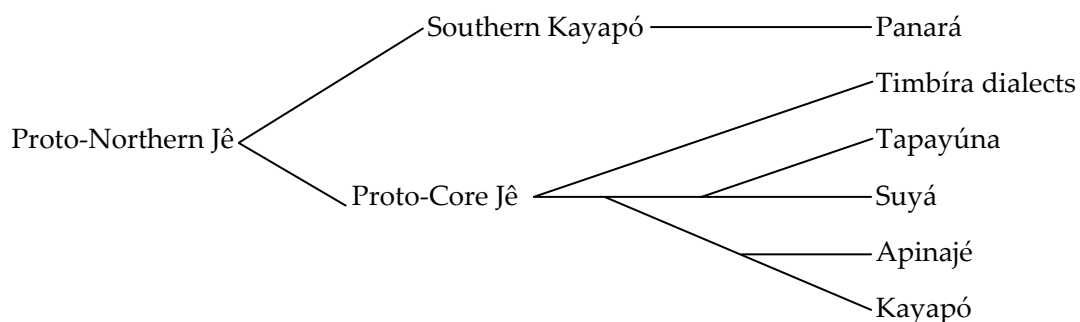 Southern Kayapó
Panará
Timbíra dialects
Proto-Northern Jê
Tapayúna
Proto-Core Jê
Suyá
Apinajé
Kayapó